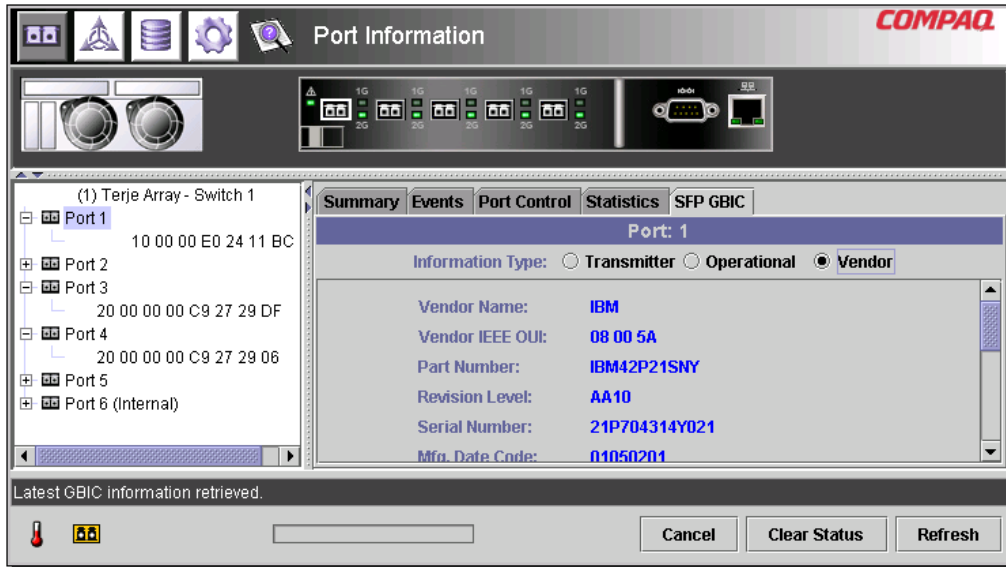 Port Information
COMPAQ
1G 1G 1G 1G 1G
2G 2G 2G 2G 2G
(1) Terje Array - Switch 1
Port 1
10 00 00 E0 24 11 BC
Port 2
Port 3
20 00 00 00 C9 27 29 DF
Port 4
20 00 00 00 C9 27 29 06
Port 5
Port 6 (Internal)
Summary Events Port Control Statistics SFP GBIC
Port: 1
Information Type: Transmitter Operational Vendor
Vendor Name: IBM
Vendor IEEE OUI: 08 00 5A
Part Number: IBM42P21SNY
Revision Level: AA10
Serial Number: 21P704314Y021
Mfg. Date Code: 01050201
Latest GBIC information retrieved.
Cancel Clear Status Refresh